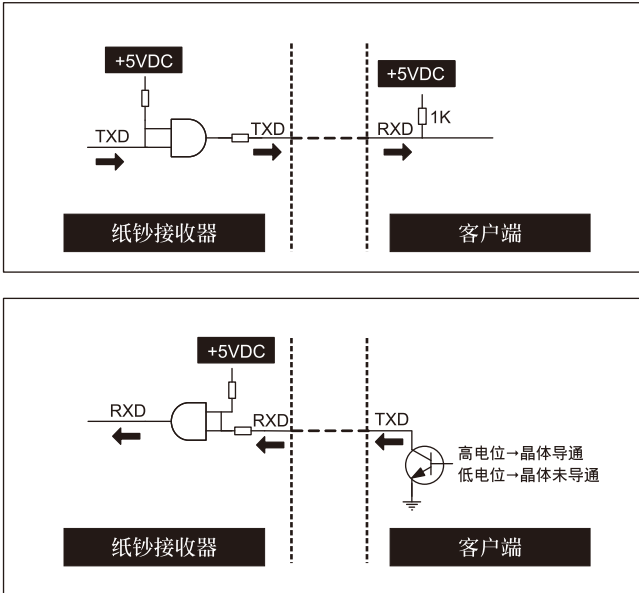 +5VDC
+5VDC
1K
TXD
TXD
RXD
纸钞接收器
客户端
+5VDC
RXD
RXD
TXD
高电位→晶体导通
低电位→晶体未导通
纸钞接收器
客户端